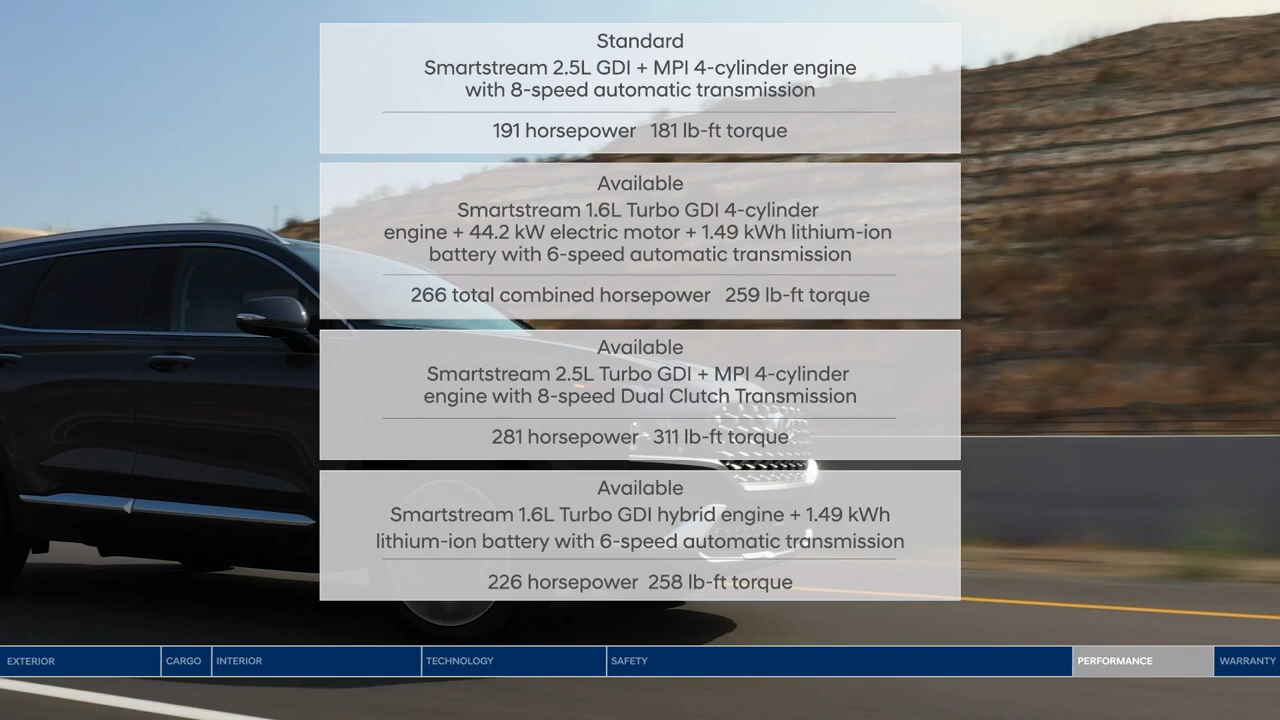 Standard
Smartstream 2.5L GDI + MPI 4-cylinder engine
with 8-speed automatic transmission
191 horsepower 181 lb-ft torque
Available
Smartstream 1.6L Turbo GDI 4-cylinder
engine + 44.2 kW electric motor + 1.49 kWh lithium-ion
battery with 6-speed automatic transmission
266 total combined horsepower 259 lb-ft torque
Available
Smartstream 2.5L Turbo GDI + MPI 4-cylinder
engine with 8-speed Dual Clutch Transmission
281 horsepower 311 lb-ft torque
Available
Smartstream 1.6L Turbo GDI hybrid engine + 1.49 kWh
lithium-ion battery with 6-speed automatic transmission
226 horsepower 258 lb-ft torque
EXTERIOR CARGO INTERIOR TECHNOLOGY SAFETY PERFORMANCE WARRANTY